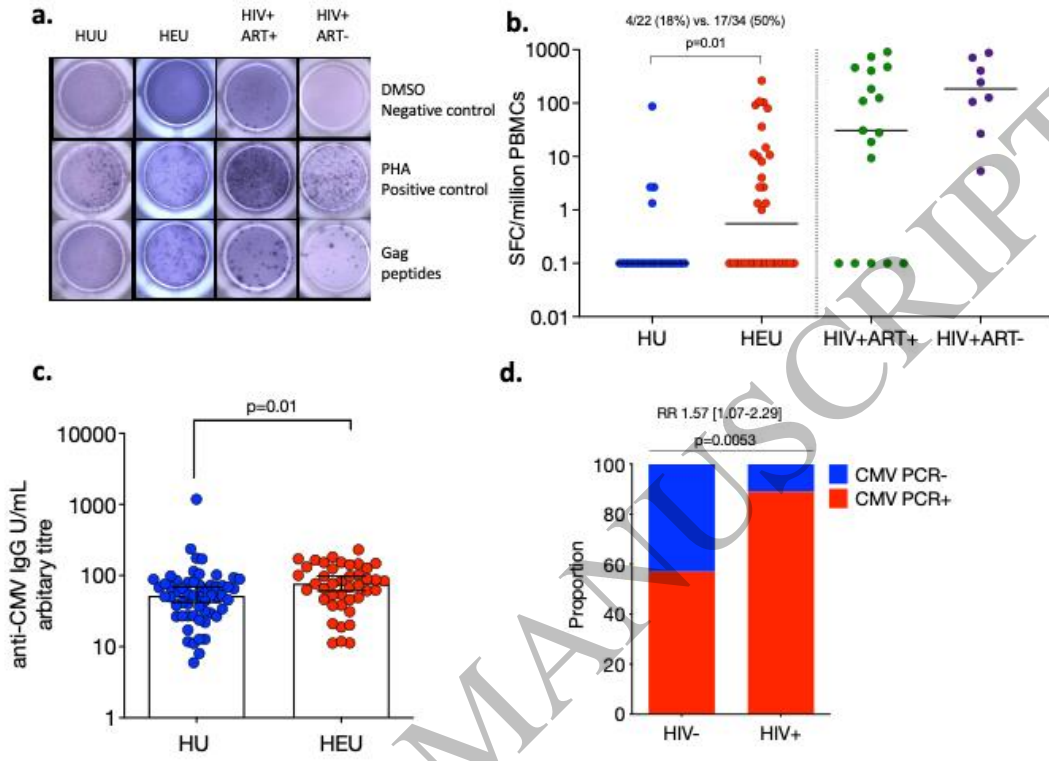 a.
HUU
HEU
HIV+
ART+
HIV+
ART-
DMSO
Negative control
PHA
Positive control
Gag
peptides
b.
4/22 (18%) vs. 17/34 (50%)
p=0.01
SFC/million PBMCs
1000
100
10
1
0.1
0.01
HU
HEU
HIV+ART+
HIV+ART-
c.
p=0.01
anti-CMV IgG U/mL
arbitary titre
10000
1000
100
10
1
HU
HEU
d.
RR 1.57 [1.07-2.29]
p=0.0053
Proportion
100
80
60
40
20
0
HIV-
HIV+
CMV PCR-
CMV PCR+
MANUSCRIPT